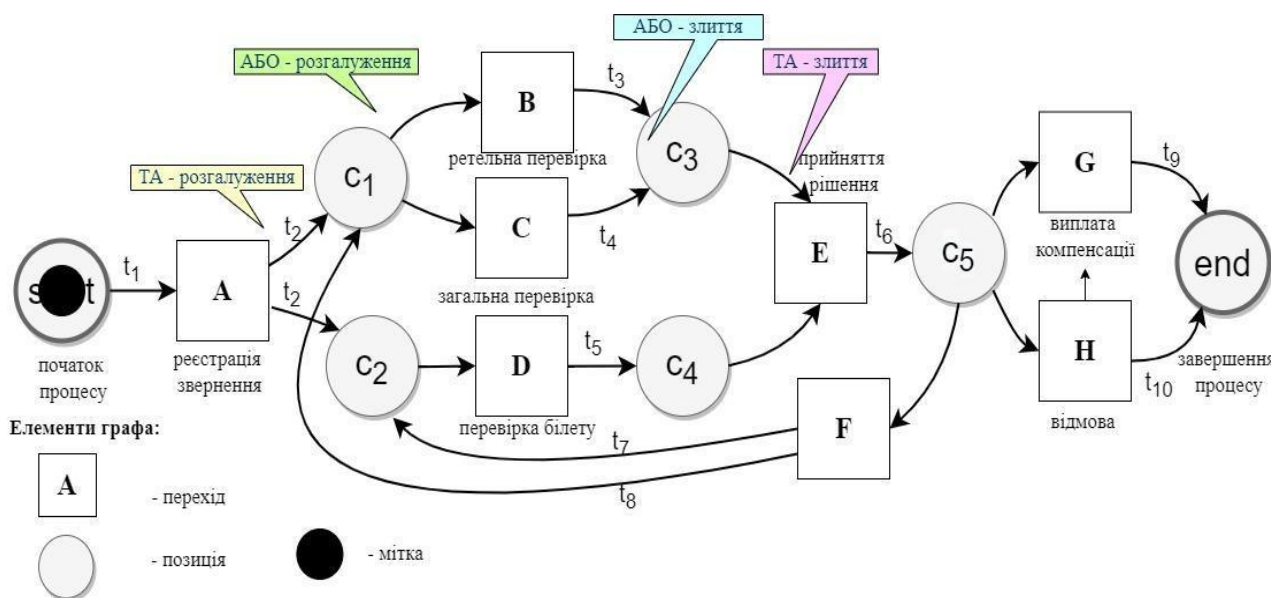 АБО - злиття
АБО - розгалуження
ТА - злиття
ТА - розгалуження
t3
B
ретельна перевірка
c1
c3
прийняття
рішення
G
t9
виплата
компенсації
t2
C
t4
загальна перевірка
t1
A
t2
реєстрація
звернення
початок
процесу
E
t6
c5
end
завершення
процесу
H
t10
відмова
c2
D
t5
перевірка білету
c4
F
t7
t8
Елементи графа:
A
- перехід
- позиція
- мітка